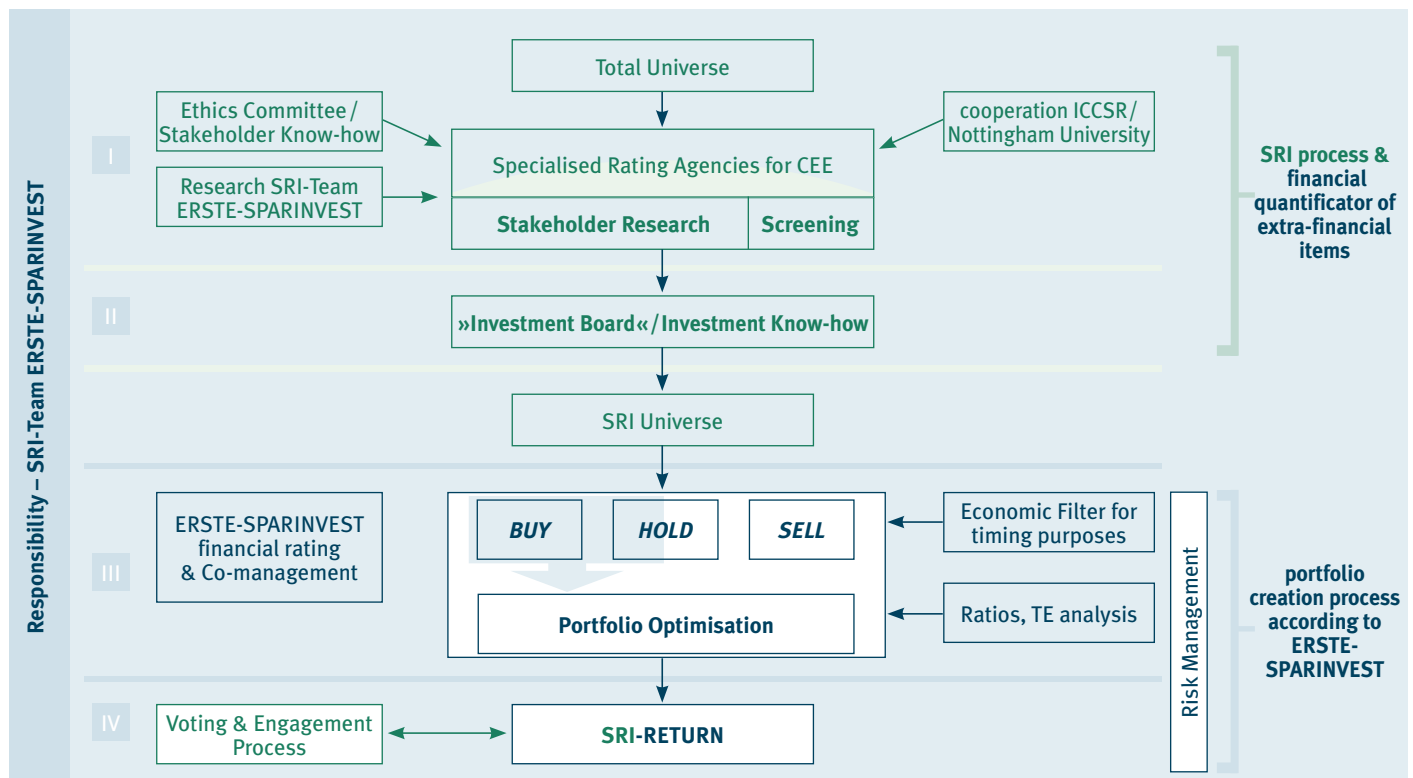 Responsibility – SRI-Team ERSTE-SPARINVEST
Total Universe
I
Ethics Committee /
Stakeholder Know-how
cooperation ICCSR /
Nottingham University
Specialised Rating Agencies for CEE
Research SRI-Team
ERSTE-SPARINVEST
Stakeholder Research
Screening
SRI process &
financial
quantificator of
extra-financial
items
II
»Investment Board« / Investment Know-how
SRI Universe
III
ERSTE-SPARINVEST
financial rating
& Co-management
BUY
HOLD
SELL
Economic Filter for
timing purposes
Portfolio Optimisation
Ratios, TE analysis
Risk Management
portfolio
creation process
according to
ERSTE-
SPARINVEST
IV
Voting & Engagement
Process
SRI-RETURN